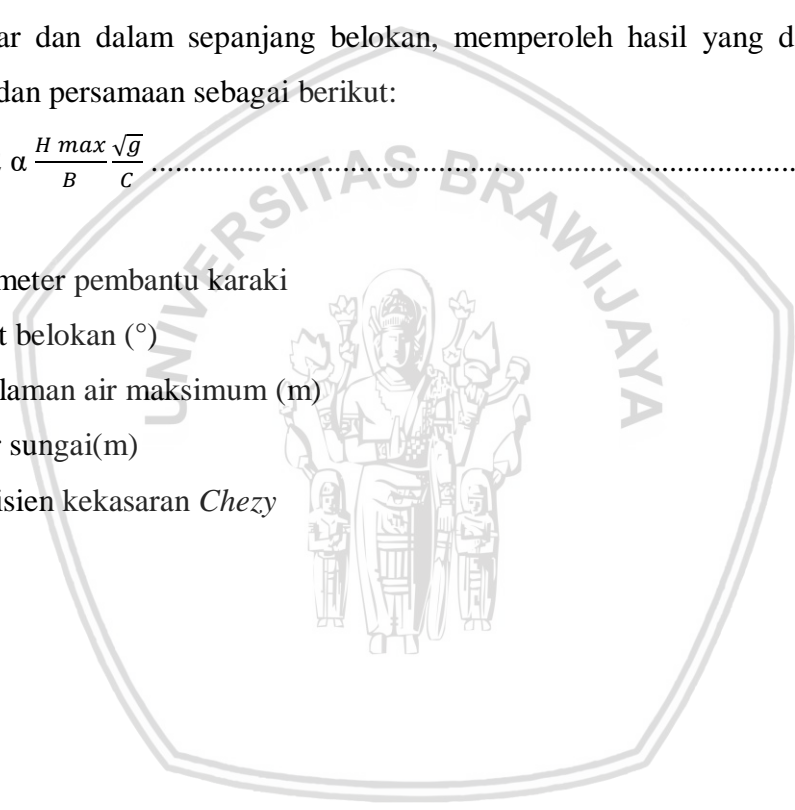 ar dan dalam sepanjang belokan, memperoleh hasil yang d
dan persamaan sebagai berikut:
. α H max/B √g/C ........................................................................................
meter pembantu karaki
t belokan (°)
laman air maksimum (m)
r sungai(m)
isien kekasaran Chezy
UNIVERSITAS BRAWIJAYA